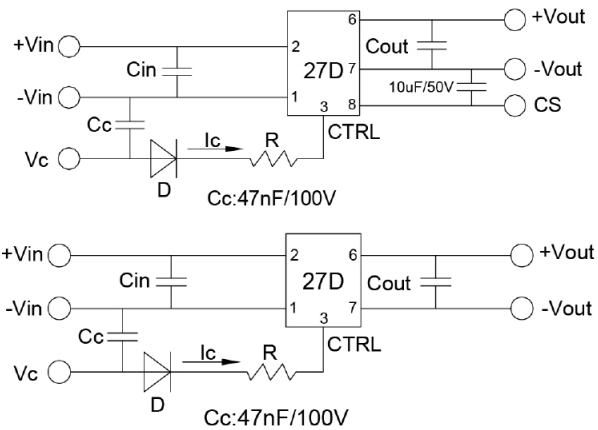 +Vin
2
6
+Vout
Cin
27D
Cout
7
-Vout
-Vin
1
10uF/50V
Cc
3
8
CS
Vc
Ic
R
CTRL
D
Cc:47nF/100V
+Vin
2
6
+Vout
Cin
27D
Cout
-Vin
1
7
-Vout
Cc
3
CTRL
Vc
Ic
R
D
Cc:47nF/100V